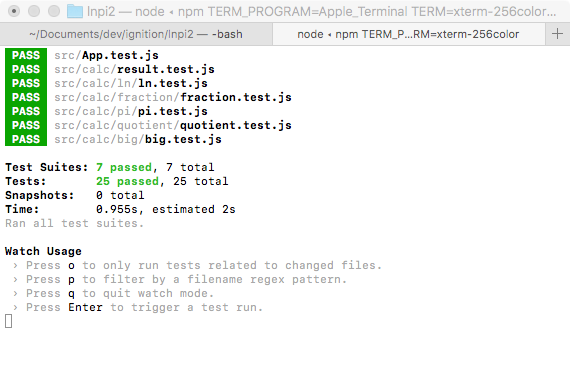 lnpi2 — node ◂ npm TERM_PROGRAM=Apple_Terminal TERM=xterm-256color...
~/Documents/dev/ignition/lnpi2 — -bash
node ◂ npm TERM_P...RM=xterm-256color
+
PASS src/App.test.js
PASS src/calc/result.test.js
PASS src/calc/ln/ln.test.js
PASS src/calc/fraction/fraction.test.js
PASS src/calc/pi/pi.test.js
PASS src/calc/quotient/quotient.test.js
PASS src/calc/big/big.test.js
Test Suites: 7 passed, 7 total
Tests: 25 passed, 25 total
Snapshots: 0 total
Time: 0.955s, estimated 2s
Ran all test suites.
Watch Usage
› Press o to only run tests related to changed files.
› Press p to filter by a filename regex pattern.
› Press q to quit watch mode.
› Press Enter to trigger a test run.